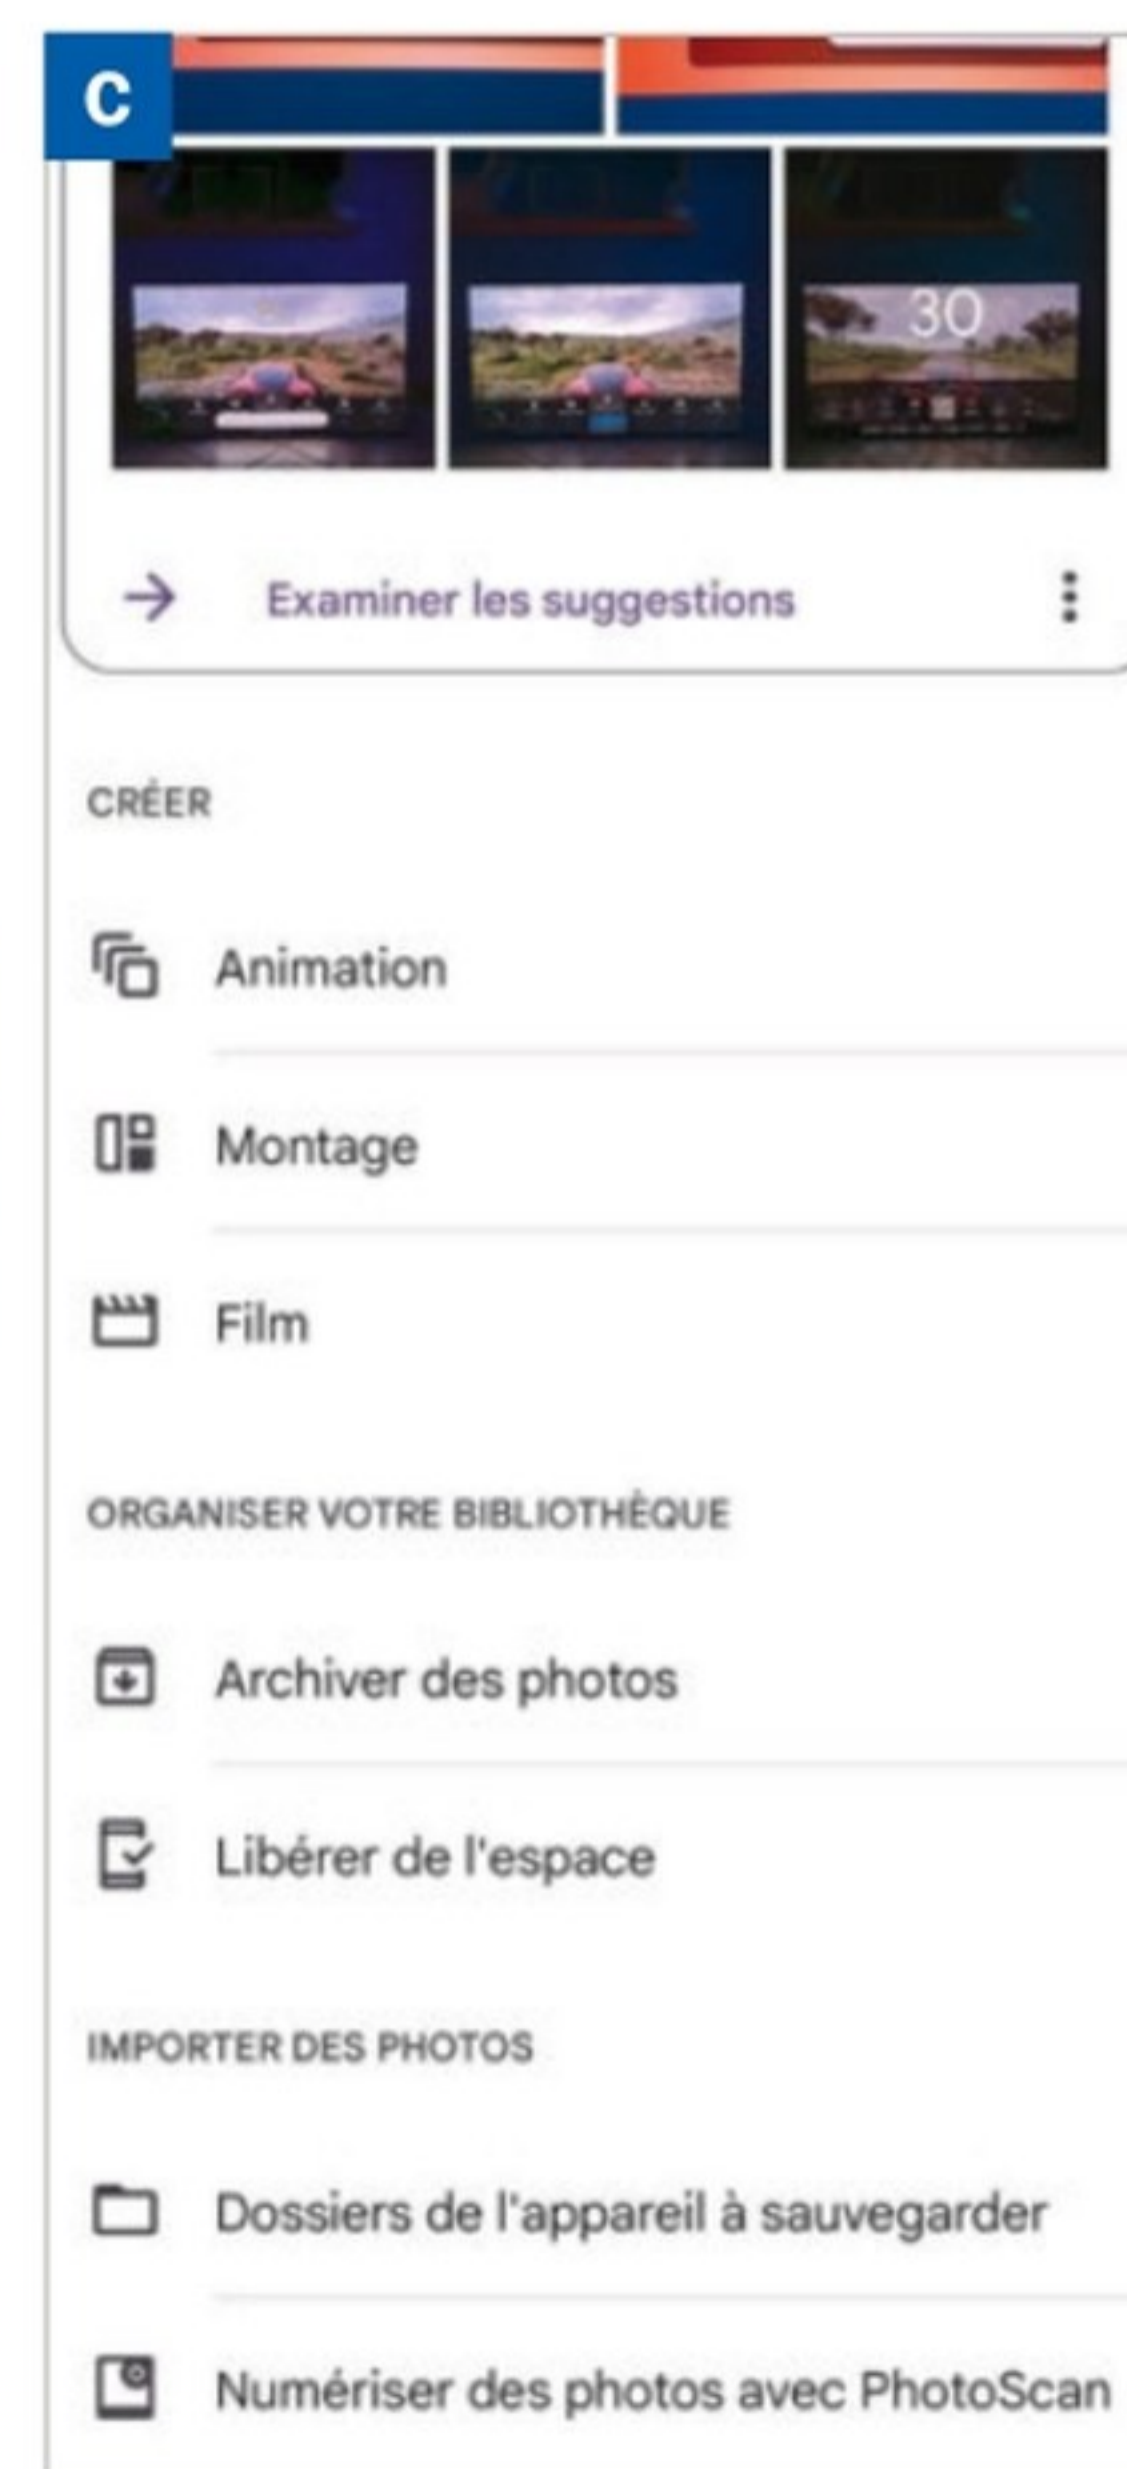 C
30
Examiner les suggestions
CRÉER
Animation
Montage
Film
ORGANISER VOTRE BIBLIOTHÈQUE
Archiver des photos
Libérer de l'espace
IMPORTER DES PHOTOS
Dossiers de l'appareil à sauvegarder
Numériser des photos avec PhotoScan